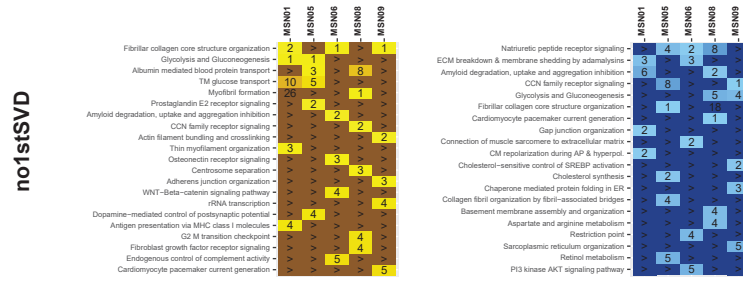 no1stSVD
MSN01 MSN05 MSN06 MSN08 MSN09
Fibrillar collagen core structure organization 2 > 1 > 1
Glycolysis and Gluconeogenesis 1 1 > > >
Albumin mediated blood protein transport > 3 > 8 >
TM glucose transport 10 5 > > >
Myofibril formation 26 > > 1 >
Prostaglandin E2 receptor signaling > 2 > > >
Amyloid degradation, uptake and aggregation inhibition > > 2 > >
CCN family receptor signaling > > > 2 >
Actin filament bundling and crosslinking > > > > 2
Thin myofilament organization 3 > > > >
Osteonectin receptor signaling > > 3 > >
Centrosome separation > > > 3 >
Adherens junction organization > > > > 3
WNT-Beta-catenin signaling pathway > > 4 > >
rRNA transcription > > > > 4
Dopamine-mediated control of postsynaptic potential > 4 > > >
Antigen presentation via MHC class I molecules 4 > > > >
G2 M transition checkpoint > > > 4 >
Fibroblast growth factor receptor signaling > > > 4 >
Endogenous control of complement activity > > 5 > >
Cardiomyocyte pacemaker current generation > > > > 5
MSN01 MSN05 MSN06 MSN08 MSN09
Natriuretic peptide receptor signaling > 4 2 8 >
ECM breakdown & membrane shedding by adamalysins 3 > 3 > >
Amyloid degradation, uptake and aggregation inhibition 6 > > 2 >
CCN family receptor signaling > 8 > > 1
Glycolysis and Gluconeogenesis > > > 5 4
Fibrillar collagen core structure organization > 1 > 18 >
Cardiomyocyte pacemaker current generation > > > 1 >
Gap junction organization 2 > > > >
Connection of muscle sarcomere to extracellular matrix > > 2 > >
CM repolarization during AP & hyperpol. 2 > > > >
Cholesterol-sensitive control of SREBP activation > > > > 2
Cholesterol synthesis > 2 > > >
Chaperone mediated protein folding in ER > > > > 3
Collagen fibril organization by fibril-associated bridges > 4 > > >
Basement membrane assembly and organization > > > 4 >
Aspartate and arginine metabolism > > > 4 >
Restriction point > > 4 > >
Sarcoplasmic reticulum organization > > > > 5
Retinol metabolism > 5 > > >
PI3 kinase AKT signaling pathway > > 5 > >